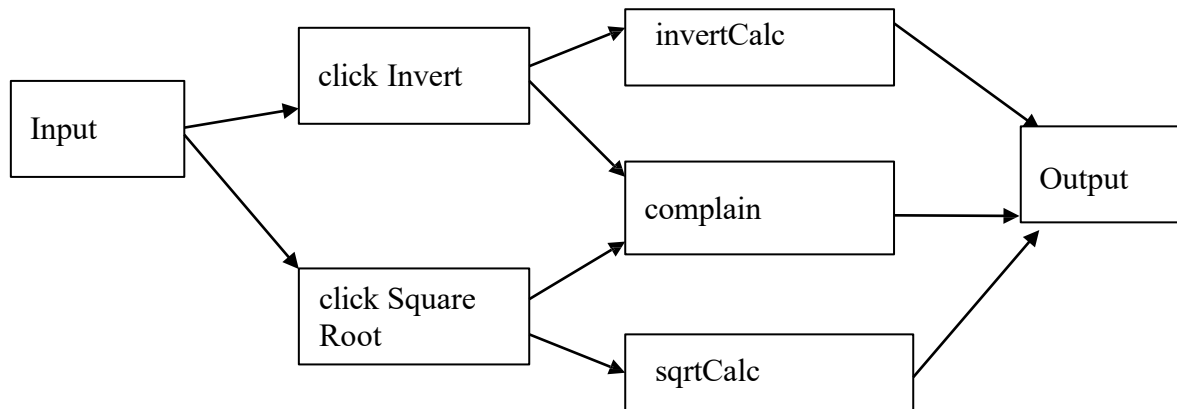 Input
click Invert
click Square
Root
invertCalc
complain
sqrtCalc
Output